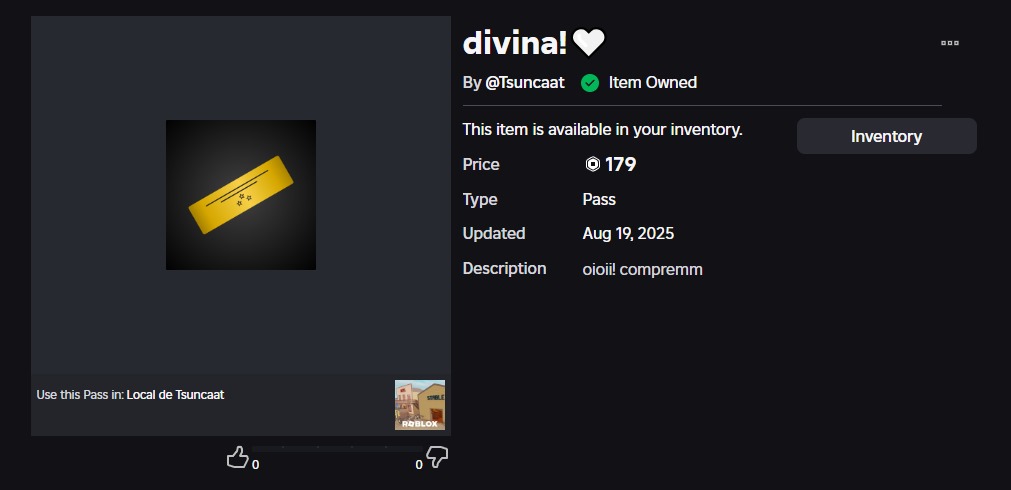 divina!🤍
By @Tsuncaat Item Owned
This item is available in your inventory.
Inventory
Price 179
Type Pass
Updated Aug 19, 2025
Description oioii! compremm
Use this Pass in: Local de Tsuncaat
ROBLOX
0 0